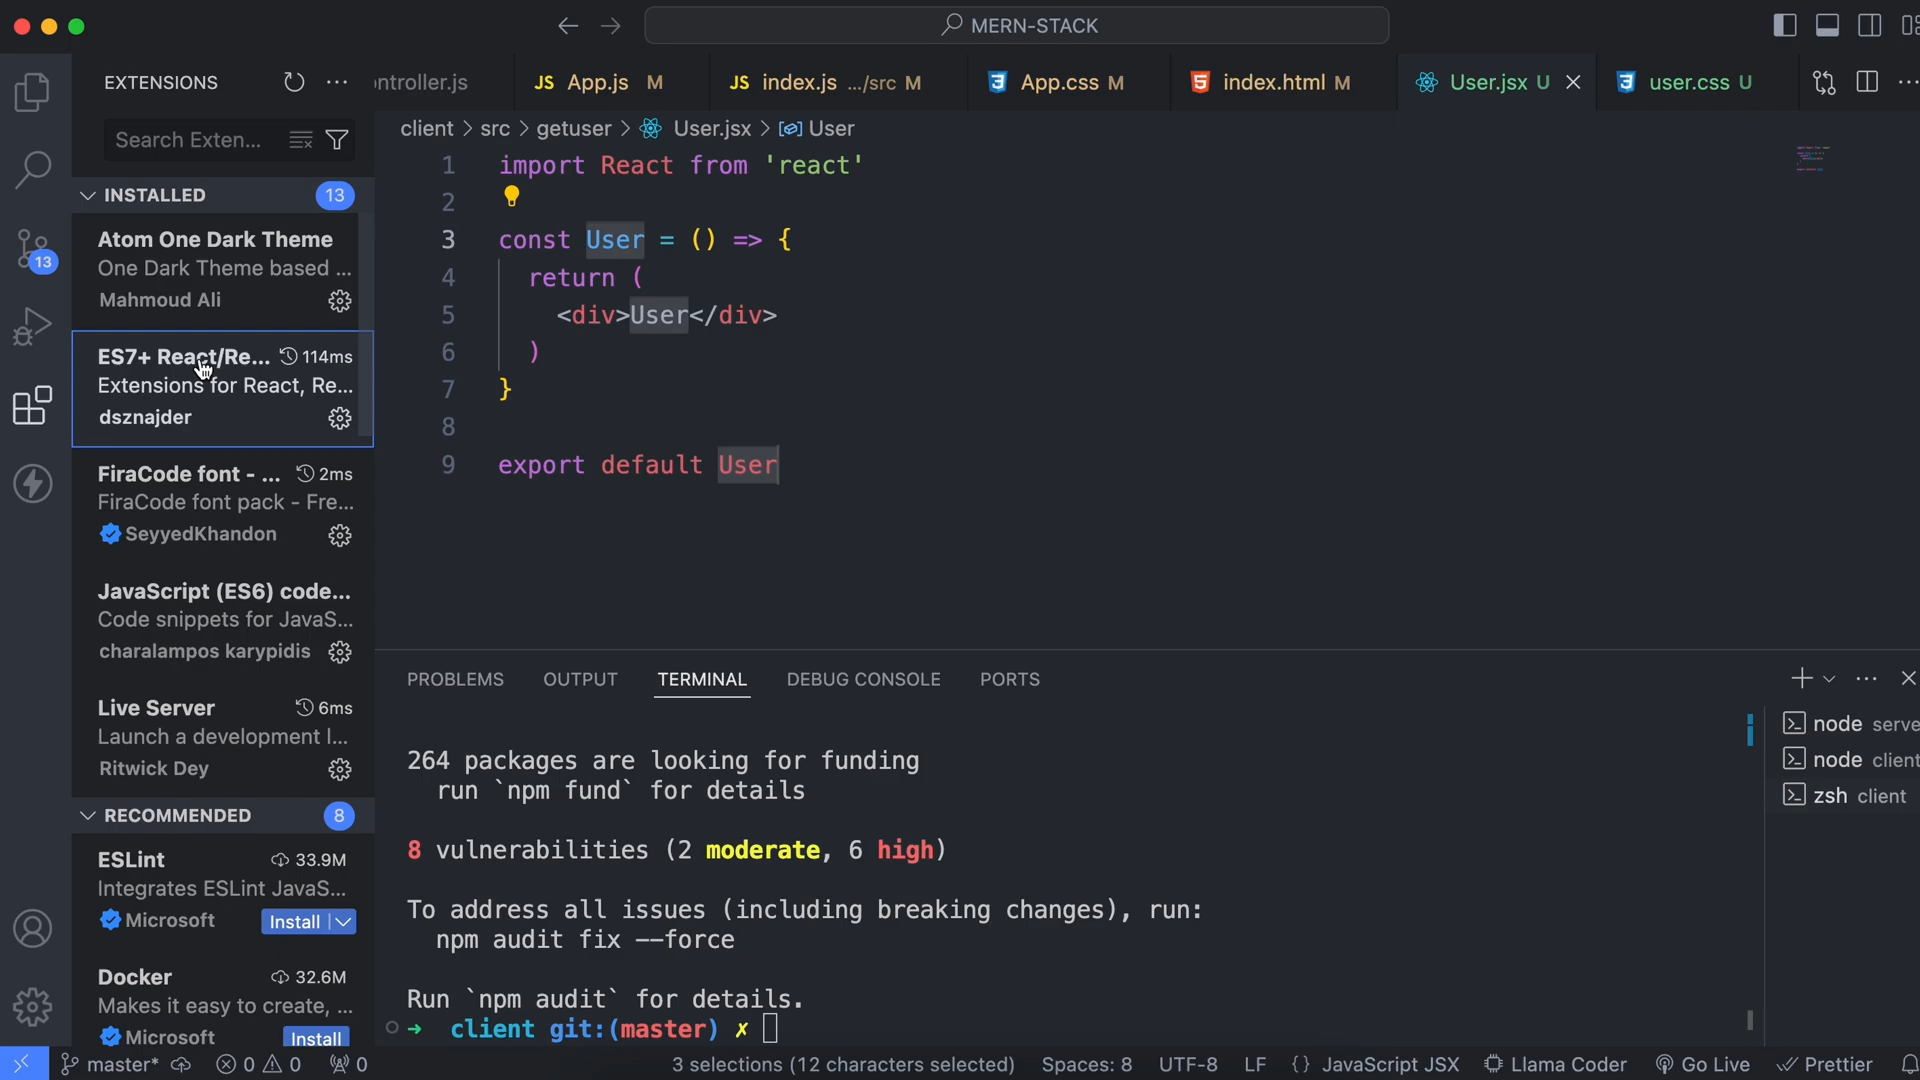 MERN-STACK
EXTENSIONS
Search Exten...
INSTALLED 13
Atom One Dark Theme
One Dark Theme based ...
Mahmoud Ali
ES7+ React/Re... 114ms
Extensions for React, Re...
dsznajder
FiraCode font - ... 2ms
FiraCode font pack - Fre...
SeyyedKhandon
JavaScript (ES6) code...
Code snippets for JavaS...
charalampos karypidis
Live Server 6ms
Launch a development l...
Ritwick Dey
RECOMMENDED 8
ESLint 33.9M
Integrates ESLint JavaS...
Microsoft Install
Docker 32.6M
Makes it easy to create, ...
Microsoft Install
13
ntroller.js JS App.js M JS index.js .../src M App.css M index.html M User.jsx U user.css U
client > src > getuser > User.jsx > User
1 import React from 'react'
2
3 const User = () => {
4 return (
5 <div>User</div>
6 )
7 }
8
9 export default User
PROBLEMS OUTPUT TERMINAL DEBUG CONSOLE PORTS
264 packages are looking for funding
run `npm fund` for details
8 vulnerabilities (2 moderate, 6 high)
To address all issues (including breaking changes), run:
npm audit fix --force
Run `npm audit` for details.
➜ client git:(master) ✗
node serve
node client
zsh client
master* 0 0 0 3 selections (12 characters selected) Spaces: 8 UTF-8 LF {} JavaScript JSX Llama Coder Go Live Prettier